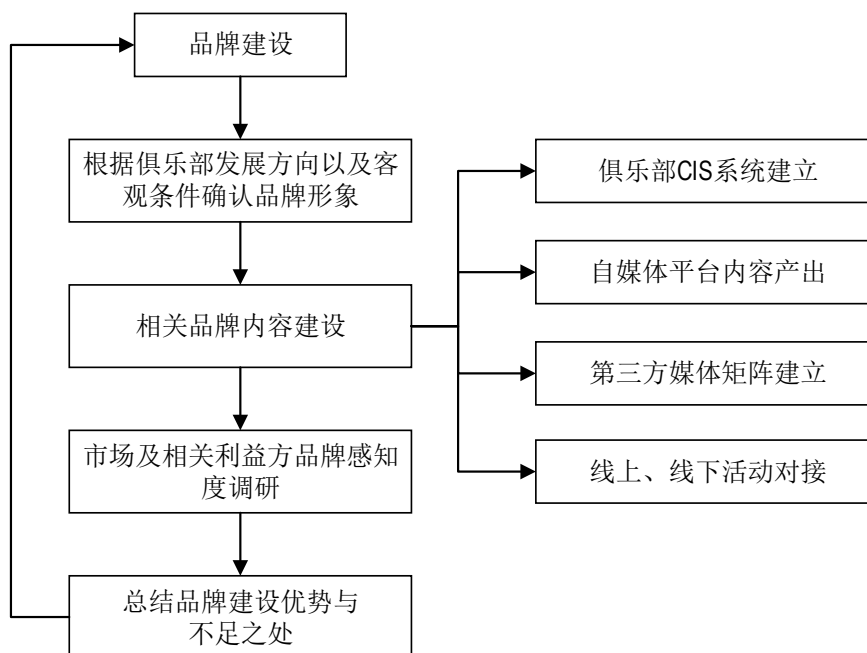 品牌建设
根据俱乐部发展方向以及客
观条件确认品牌形象
相关品牌内容建设
市场及相关利益方品牌感知
度调研
总结品牌建设优势与
不足之处
俱乐部CIS系统建立
自媒体平台内容产出
第三方媒体矩阵建立
线上、线下活动对接